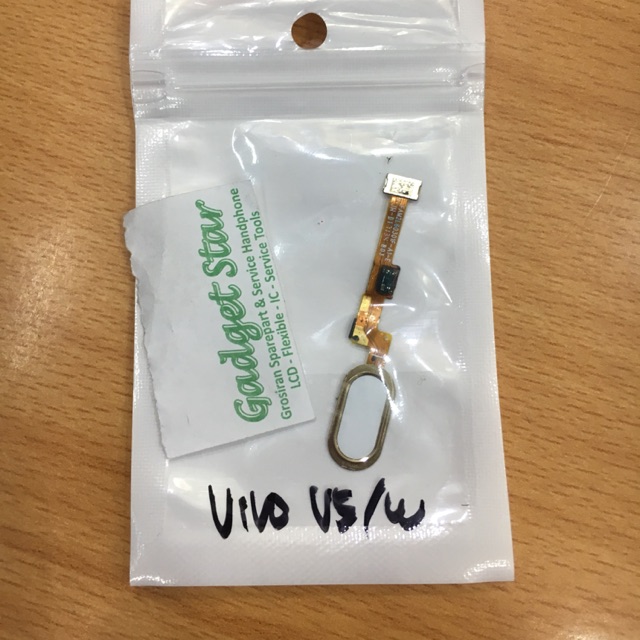 Gadget Star
Grosiran Sparepart & Service Handphone
LCD - Flexible - IC - Service Tools
VIVO V5/W